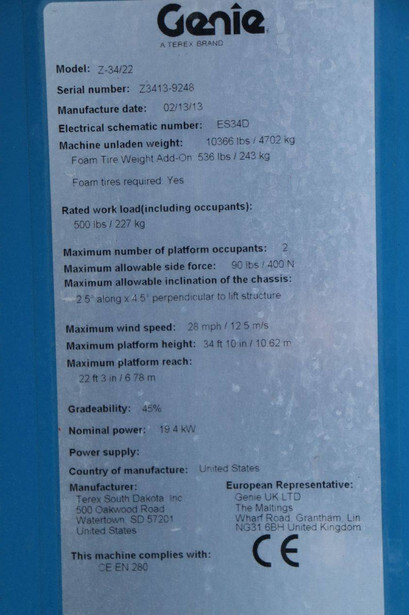 Genie
A TEREX BRAND
Model: Z-34/22
Serial number: Z3413-9248
Manufacture date: 02/13/13
Electrical schematic number: ES34D
Machine unladen weight: 10366 lbs / 4702 kg
Foam Tire Weight Add-On 536 lbs / 243 kg
Foam tires required Yes
Rated work load(including occupants):
500 lbs / 227 kg
Maximum number of platform occupants: 2
Maximum allowable side force: 90 lbs / 400 N
Maximum allowable inclination of the chassis:
2.5° along x 4.5° perpendicular to lift structure
Maximum wind speed: 28 mph / 12.5 m/s
Maximum platform height: 34 ft 10 in / 10.62 m
Maximum platform reach:
22 ft 3 in / 6.78 m
Gradeability: 45%
Nominal power: 19.4 kW
Power supply:
Country of manufacture: United States
Manufacturer:
Terex South Dakota Inc
500 Oakwood Road
Watertown, SD 57201
United States
European Representative:
Genie UK LTD
The Maltings
Wharf Road, Grantham, Lin
NG31 6BH United Kingdom
This machine complies with:
CE EN 280
CE